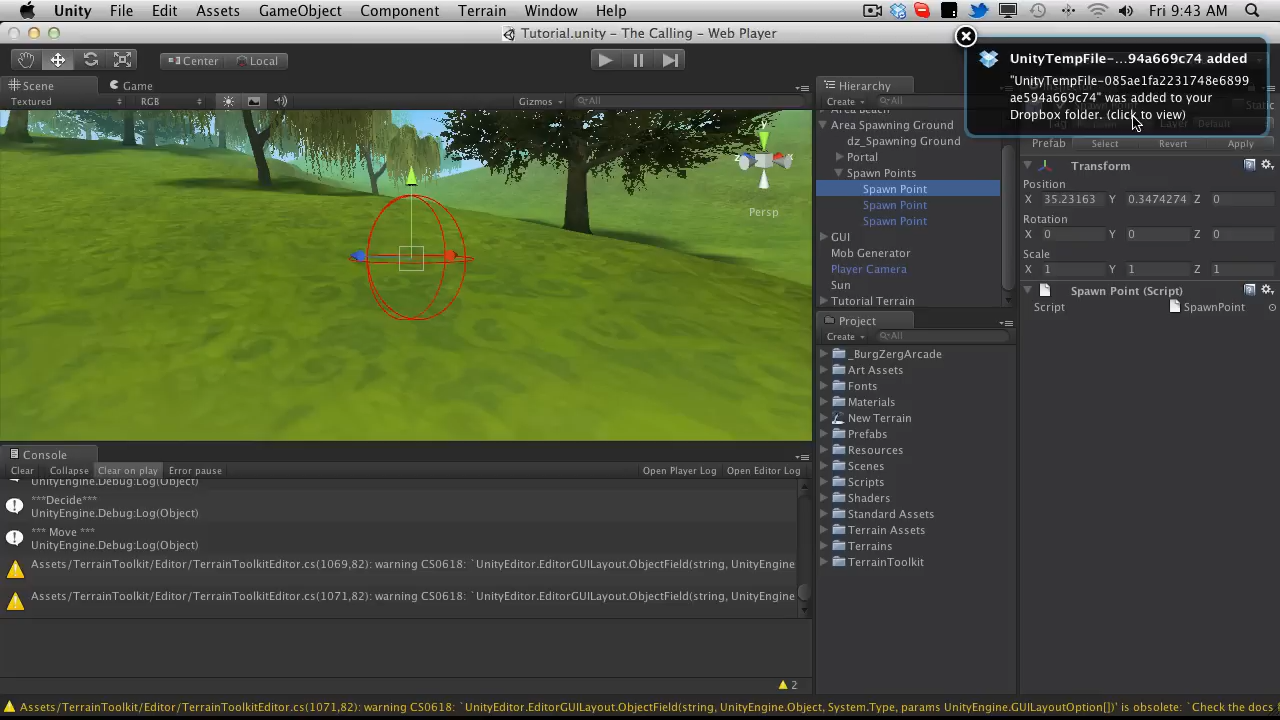 Unity File Edit Assets GameObject Component Terrain Window Help Fri 9:43 AM
Tutorial.unity - The Calling - Web Player
Center Local
UnityTempFile-...94a669c74 added
"UnityTempFile-085ae1fa2231748e6899
ae594a669c74" was added to your
Dropbox folder. (click to view)
Scene Game
Textured RGB Gizmos All
Persp
Hierarchy
Create All
Area Beach
Area Spawning Ground
dz_Spawning Ground
Portal
Spawn Points
Spawn Point
Spawn Point
Spawn Point
GUI
Mob Generator
Player Camera
Sun
Tutorial Terrain
Static
Layer Default
Prefab Select Revert Apply
Transform
Position
X 35.23163 Y 0.3474274 Z 0
Rotation
X 0 Y 0 Z 0
Scale
X 1 Y 1 Z 1
Spawn Point (Script)
Script SpawnPoint
Project
Create All
_BurgZergArcade
Art Assets
Fonts
Materials
New Terrain
Prefabs
Resources
Scenes
Scripts
Shaders
Standard Assets
Terrain Assets
Terrains
TerrainToolkit
Console
Clear Collapse Clear on play Error pause Open Player Log Open Editor Log
UnityEngine.Debug:Log(Object)
***Decide***
UnityEngine.Debug:Log(Object)
*** Move ***
UnityEngine.Debug:Log(Object)
Assets/TerrainToolkit/Editor/TerrainToolkitEditor.cs(1069,82): warning CS0618: `UnityEditor.EditorGUILayout.ObjectField(string, UnityEngine
Assets/TerrainToolkit/Editor/TerrainToolkitEditor.cs(1071,82): warning CS0618: `UnityEditor.EditorGUILayout.ObjectField(string, UnityEngine
2
Assets/TerrainToolkit/Editor/TerrainToolkitEditor.cs(1071,82): warning CS0618: `UnityEditor.EditorGUILayout.ObjectField(string, UnityEngine.Object, System.Type, params UnityEngine.GUILayoutOption[])' is obsolete: `Check the docs